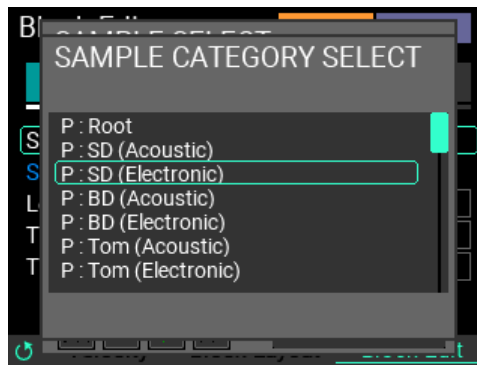 SAMPLE CATEGORY SELECT
P : Root
P : SD (Acoustic)
P : SD (Electronic)
P : BD (Acoustic)
P : BD (Electronic)
P : Tom (Acoustic)
P : Tom (Electronic)